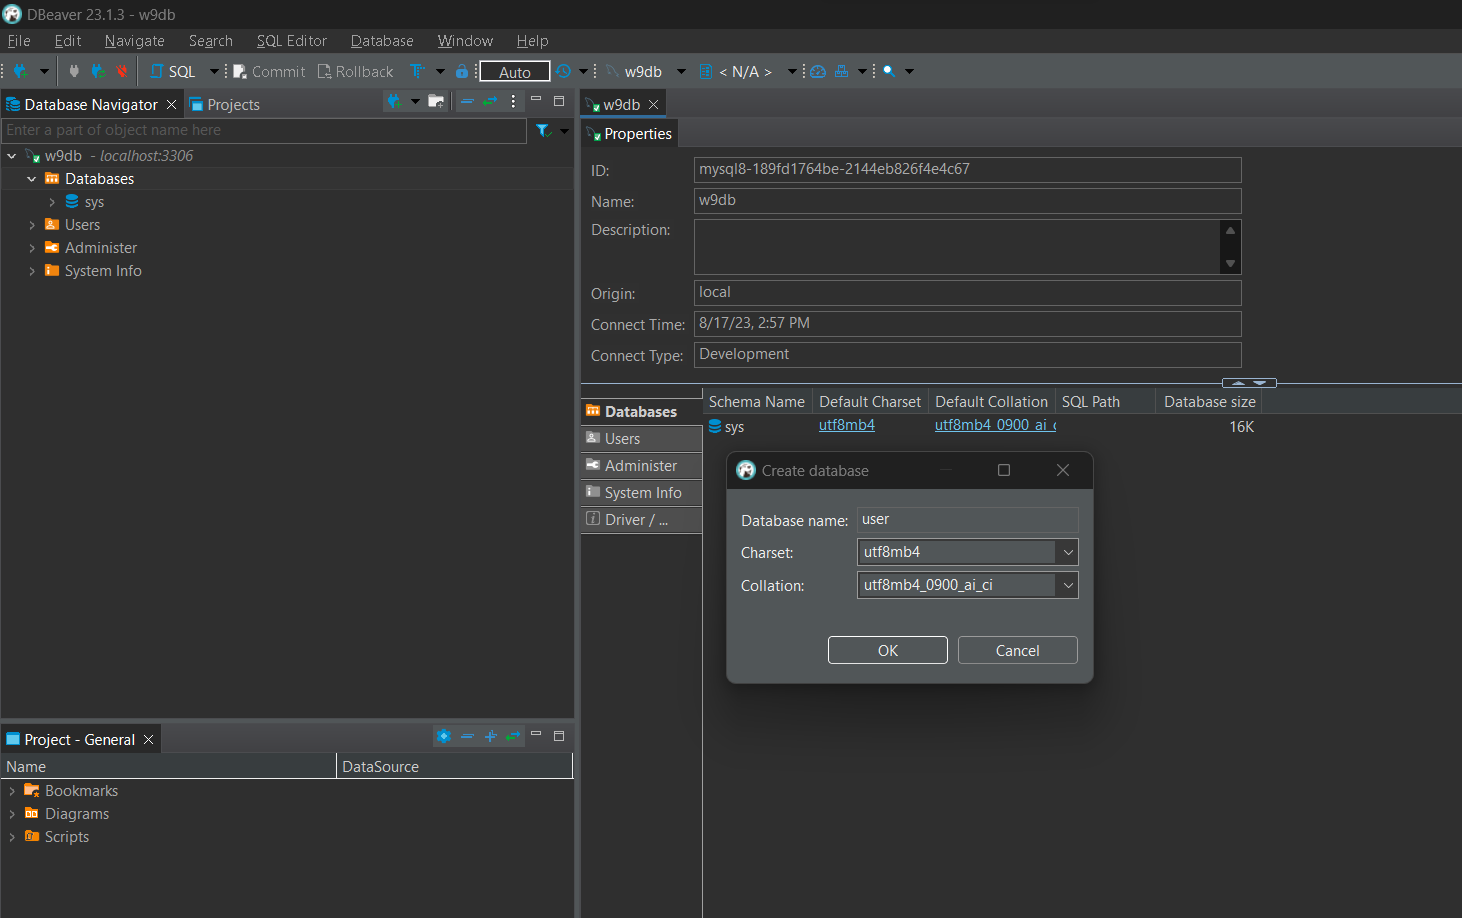 DBeaver 23.1.3 - w9db
File Edit Navigate Search SQL Editor Database Window Help
SQL Commit Rollback Auto w9db < N/A >
Database Navigator Projects
Enter a part of object name here
w9db - localhost:3306
Databases
sys
Users
Administer
System Info
w9db
Properties
ID: mysql8-189fd1764be-2144eb826f4e4c67
Name: w9db
Description:
Origin: local
Connect Time: 8/17/23, 2:57 PM
Connect Type: Development
Databases
Users
Administer
System Info
Driver / ...
Schema Name Default Charset Default Collation SQL Path Database size
sys utf8mb4 utf8mb4_0900_ai_c 16K
Create database
Database name: user
Charset: utf8mb4
Collation: utf8mb4_0900_ai_ci
OK Cancel
Project - General
Name DataSource
Bookmarks
Diagrams
Scripts